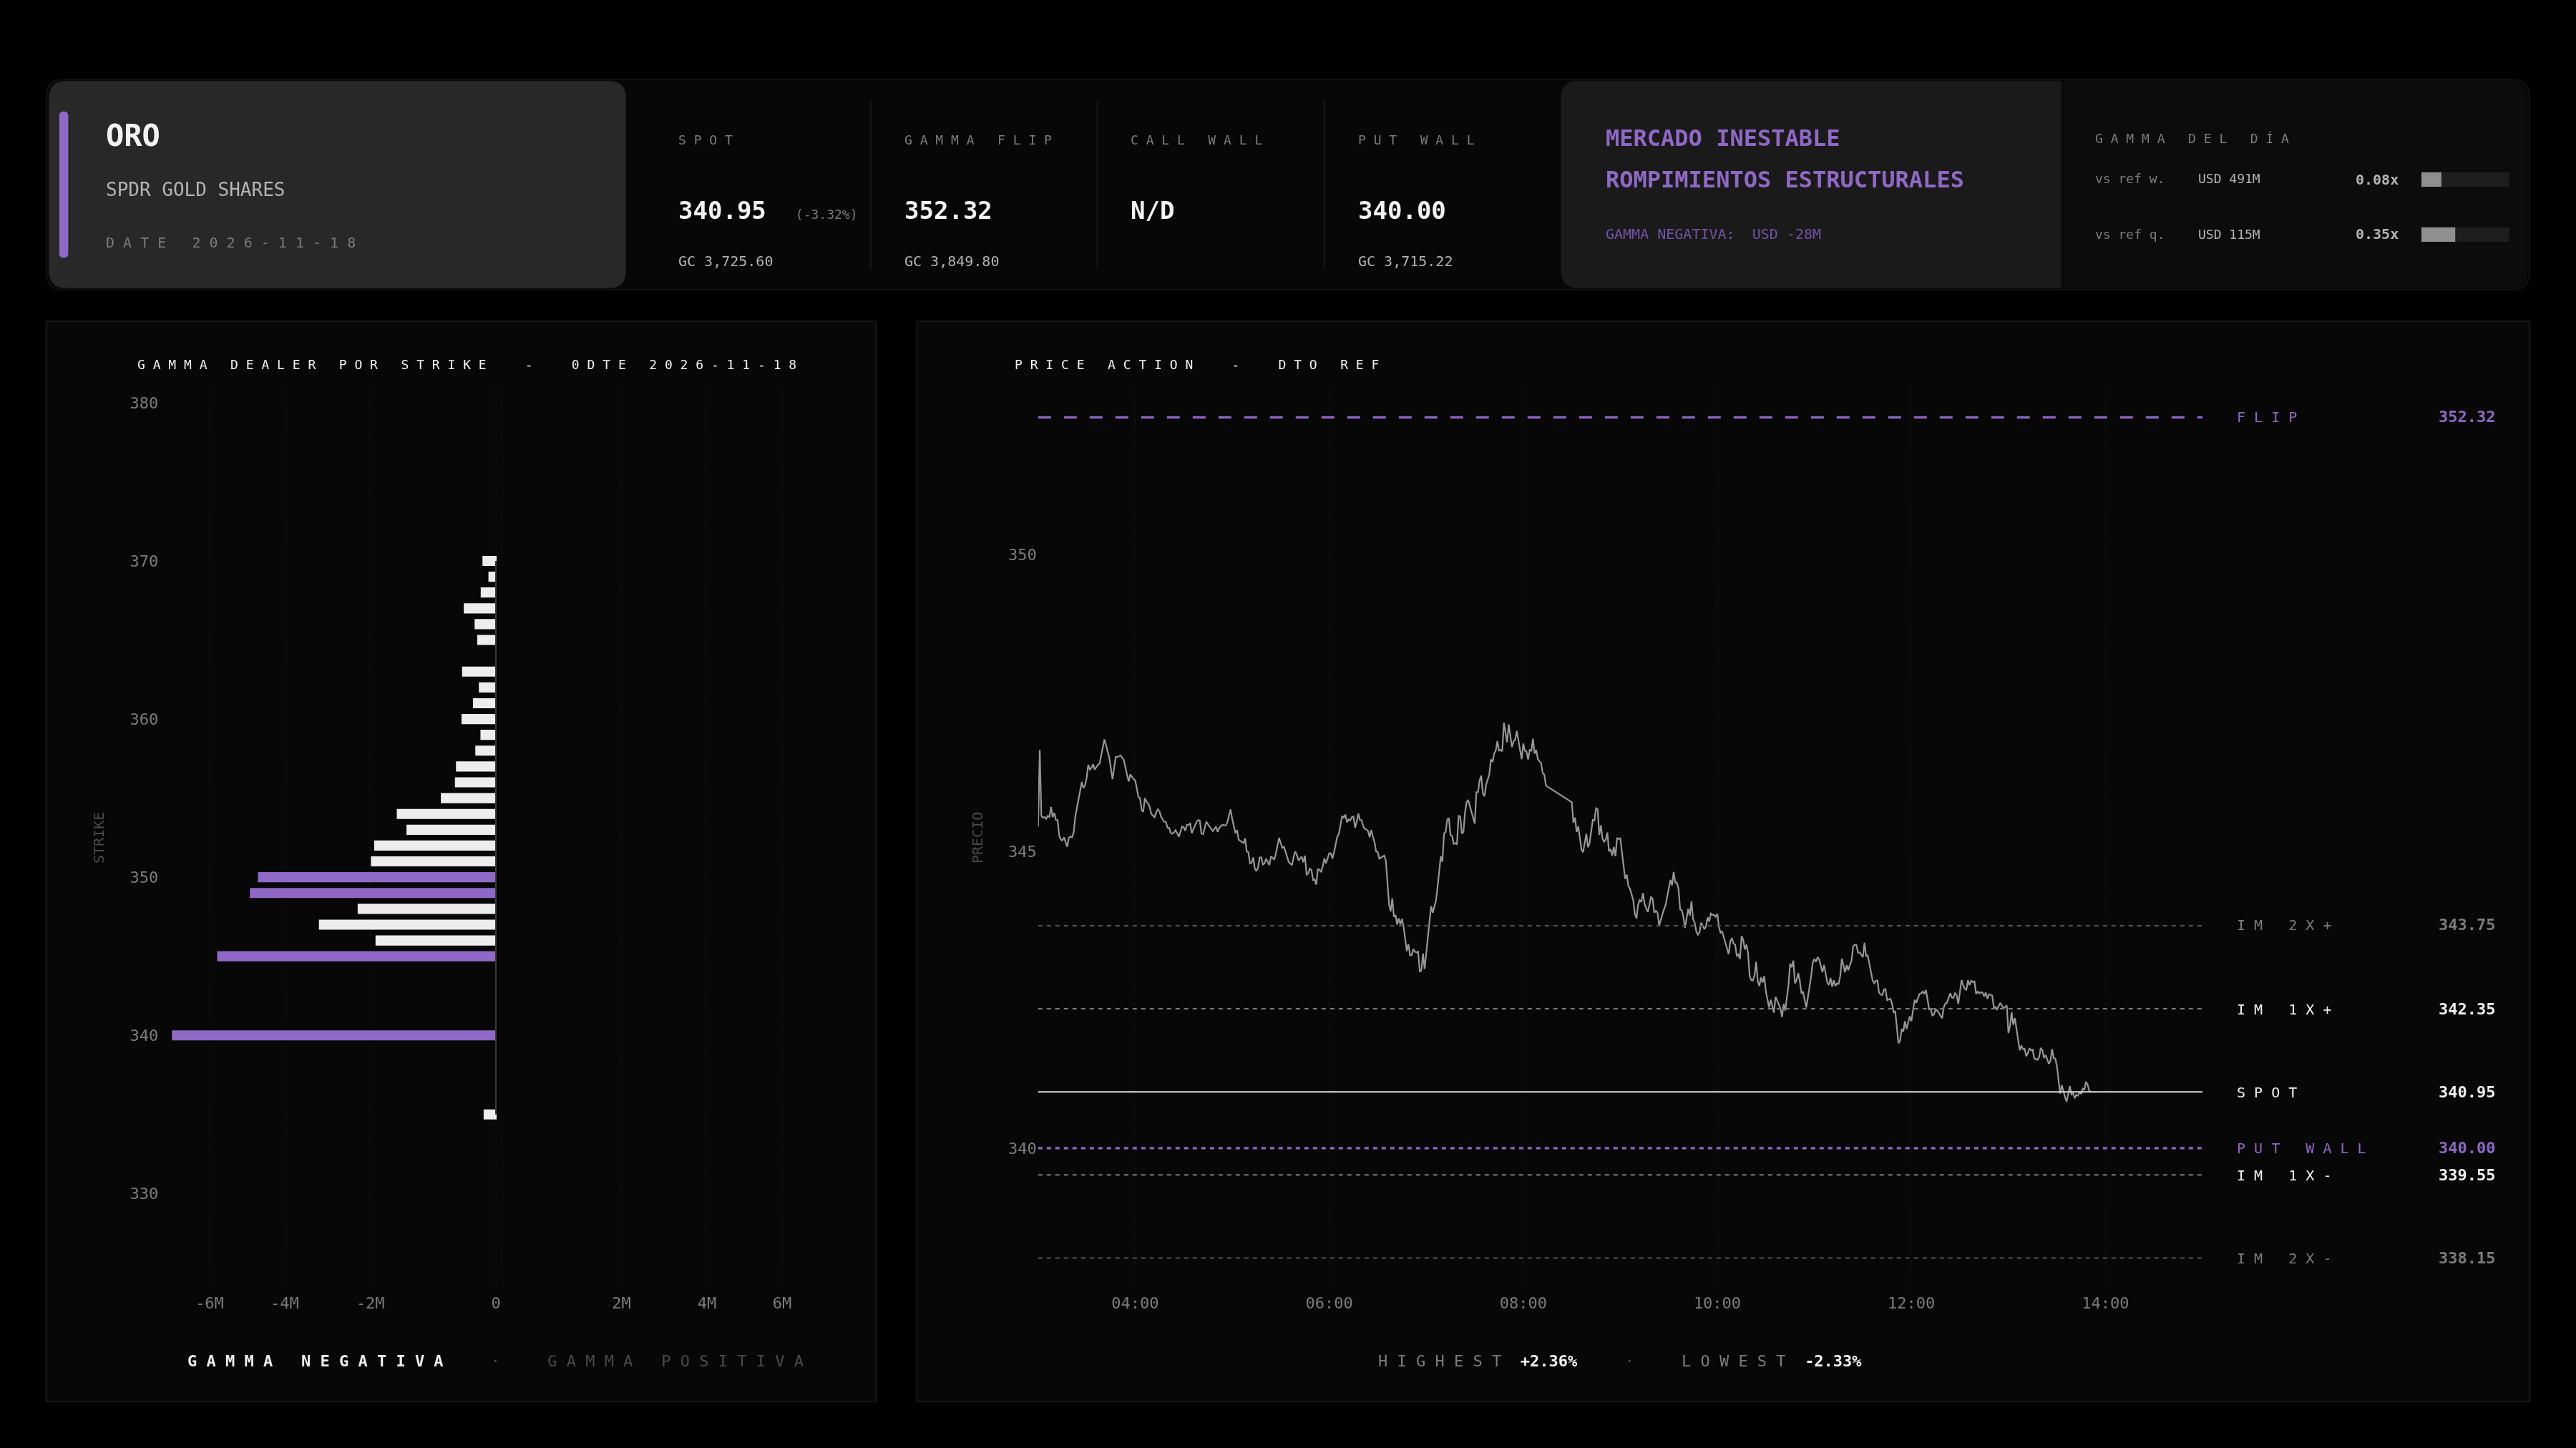 ORO
SPDR GOLD SHARES
DATE 2026-11-18
SPOT
340.95 (-3.32%)
GC 3,725.60
GAMMA FLIP
352.32
GC 3,849.80
CALL WALL
N/D
PUT WALL
340.00
GC 3,715.22
MERCADO INESTABLE
ROMPIMIENTOS ESTRUCTURALES
GAMMA NEGATIVA: USD -28M
GAMMA DEL DÍA
vs ref w. USD 491M 0.08x
vs ref q. USD 115M 0.35x
GAMMA DEALER POR STRIKE - 0DTE 2026-11-18
380
370
360
350
340
330
STRIKE
-6M -4M -2M 0 2M 4M 6M
GAMMA NEGATIVA · GAMMA POSITIVA
PRICE ACTION - DTO REF
350
345
340
PRECIO
FLIP 352.32
IM 2X+ 343.75
IM 1X+ 342.35
SPOT 340.95
PUT WALL 340.00
IM 1X- 339.55
IM 2X- 338.15
04:00 06:00 08:00 10:00 12:00 14:00
HIGHEST +2.36% · LOWEST -2.33%